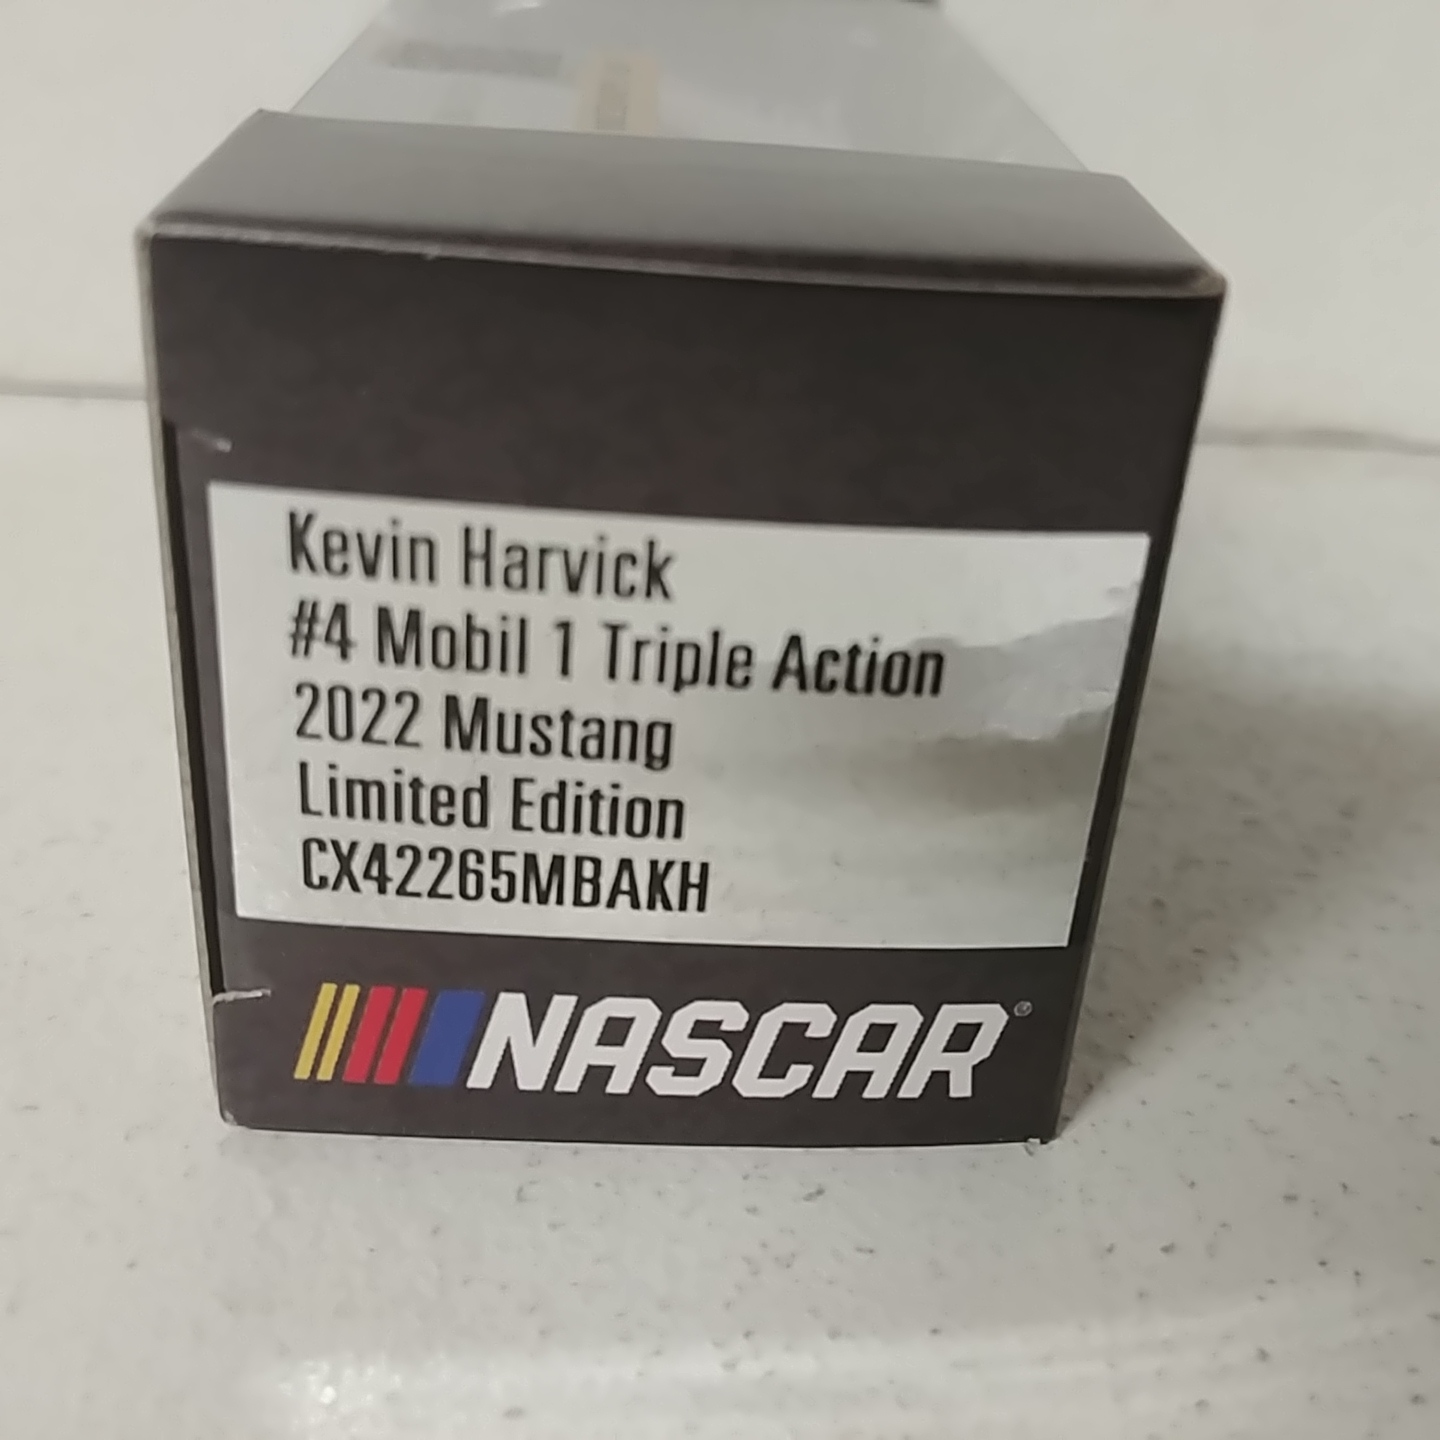 Kevin Harvick
#4 Mobil 1 Triple Action
2022 Mustang
Limited Edition
CX42265MBAKH
NASCAR®